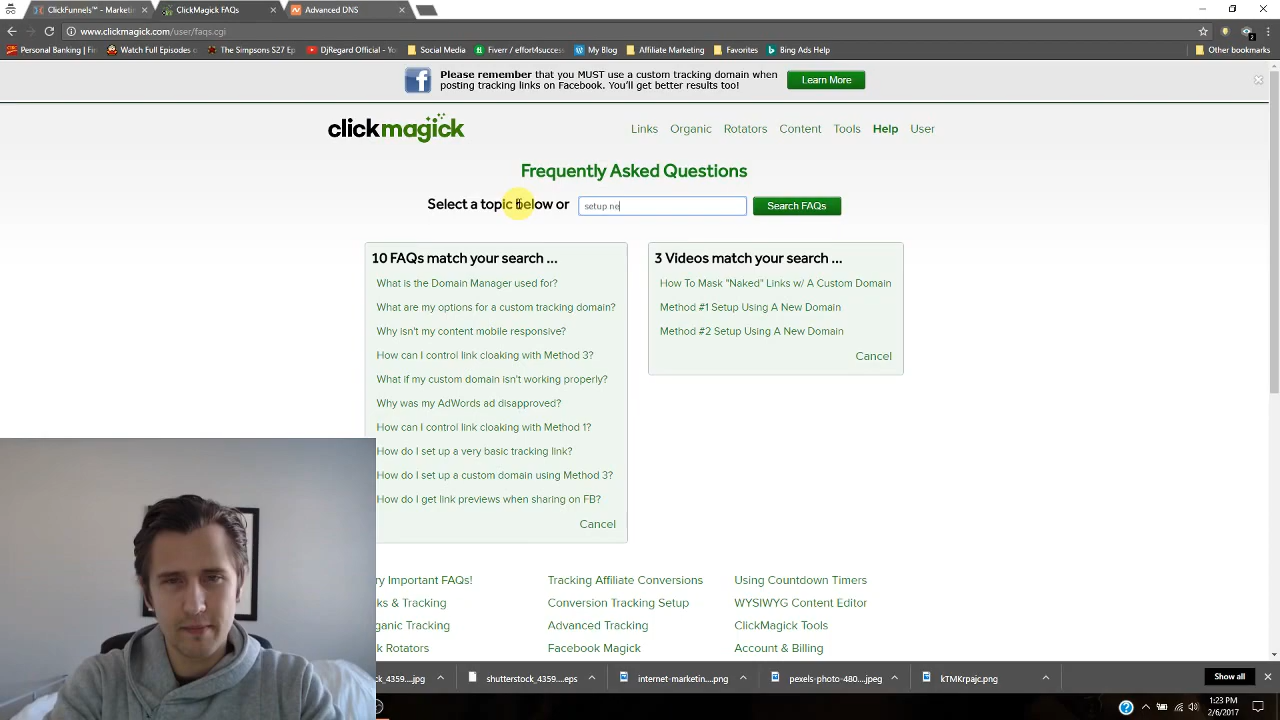 ClickFunnels™ - Marketi
ClickMagick FAQs
Advanced DNS
www.clickmagick.com/user/faqs.cgi
Personal Banking | Fin
Watch Full Episodes o
The Simpsons S27 Ep
DjRegard Oh My God
Social Media
Fiverr / effort4success
My Blog
Affiliate Marketing
Favorites
Bing Ads Help
Other bookmarks
Please remember that you MUST use a custom tracking domain when
posting tracking links on Facebook. You'll get better results too!
Learn More
clickmagick
Links
Organic
Rotators
Content
Tools
Help
User
Frequently Asked Questions
Select a topic below or
setup ne
Search FAQs
10 FAQs match your search ...
What is the Domain Manager used for?
What are my options for a custom tracking domain?
Why isn't my content mobile responsive?
How can I control link cloaking with Method 3?
What if my custom domain isn't working properly?
Why was my AdWords ad disapproved?
How can I control link cloaking with Method 1?
How do I set up a very basic tracking link?
How do I set up a custom domain using Method 3?
How do I get link previews when sharing on FB?
Cancel
3 Videos match your search ...
How To Mask "Naked" Links w/ A Custom Domain
Method #1 Setup Using A New Domain
Method #2 Setup Using A New Domain
Cancel
ry Important FAQs!
ks & Tracking
ganic Tracking
k Rotators
Tracking Affiliate Conversions
Conversion Tracking Setup
Advanced Tracking
Facebook Magick
Using Countdown Timers
WYSIWYG Content Editor
ClickMagick Tools
Account & Billing
ck_4359....jpg
shutterstock_4359....eps
internet-marketin....png
pexels-photo-480....jpeg
kTMKrpajc.png
Show all
1:23 PM
2/6/2017